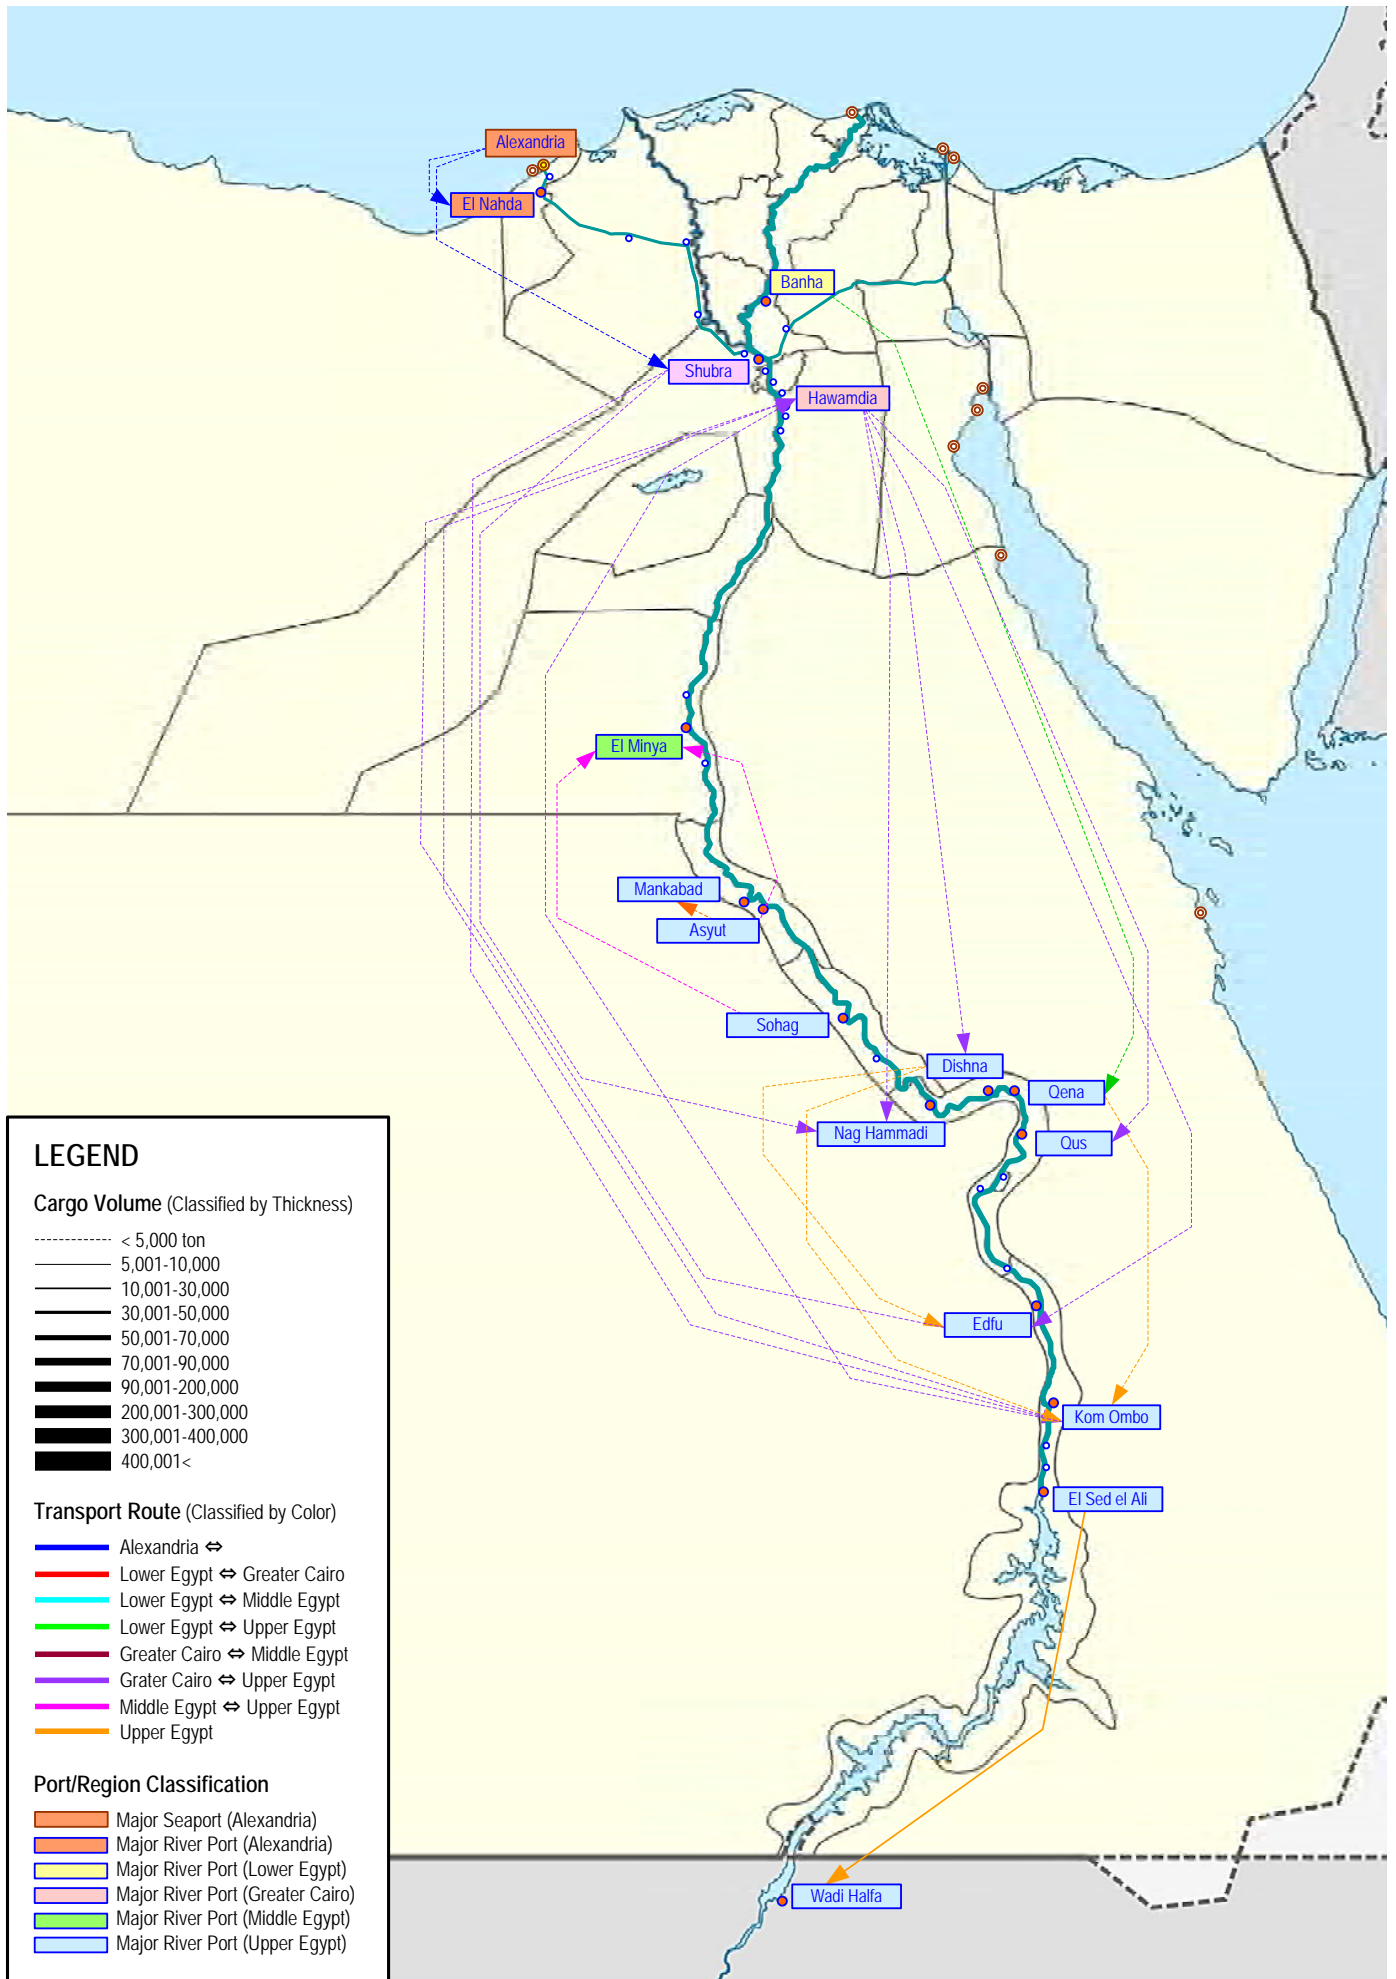 Alexandria
El Nahda
Banha
Shubra
Hawamdia
El Minya
Mankabad
Asyut
Sohag
Dishna
Qena
Nag Hammadi
Qus
Edfu
Kom Ombo
El Sed el Ali
Wadi Halfa
LEGEND
Cargo Volume (Classified by Thickness)
< 5,000 ton
5,001-10,000
10,001-30,000
30,001-50,000
50,001-70,000
70,001-90,000
90,001-200,000
200,001-300,000
300,001-400,000
400,001<
Transport Route (Classified by Color)
Alexandria ⇔
Lower Egypt ⇔ Greater Cairo
Lower Egypt ⇔ Middle Egypt
Lower Egypt ⇔ Upper Egypt
Greater Cairo ⇔ Middle Egypt
Grater Cairo ⇔ Upper Egypt
Middle Egypt ⇔ Upper Egypt
Upper Egypt
Port/Region Classification
Major Seaport (Alexandria)
Major River Port (Alexandria)
Major River Port (Lower Egypt)
Major River Port (Greater Cairo)
Major River Port (Middle Egypt)
Major River Port (Upper Egypt)